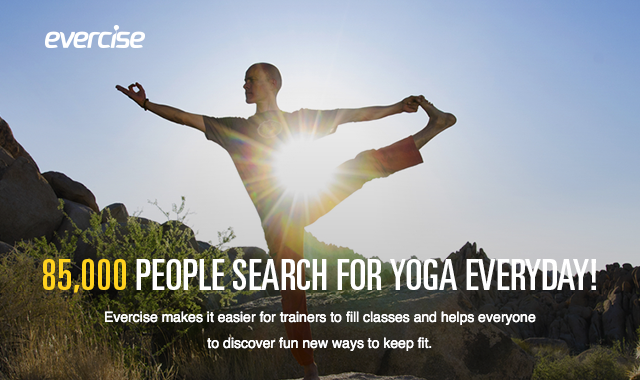 evercise
85,000 PEOPLE SEARCH FOR YOGA EVERYDAY!
Evercise makes it easier for trainers to fill classes and helps everyone
to discover fun new ways to keep fit.